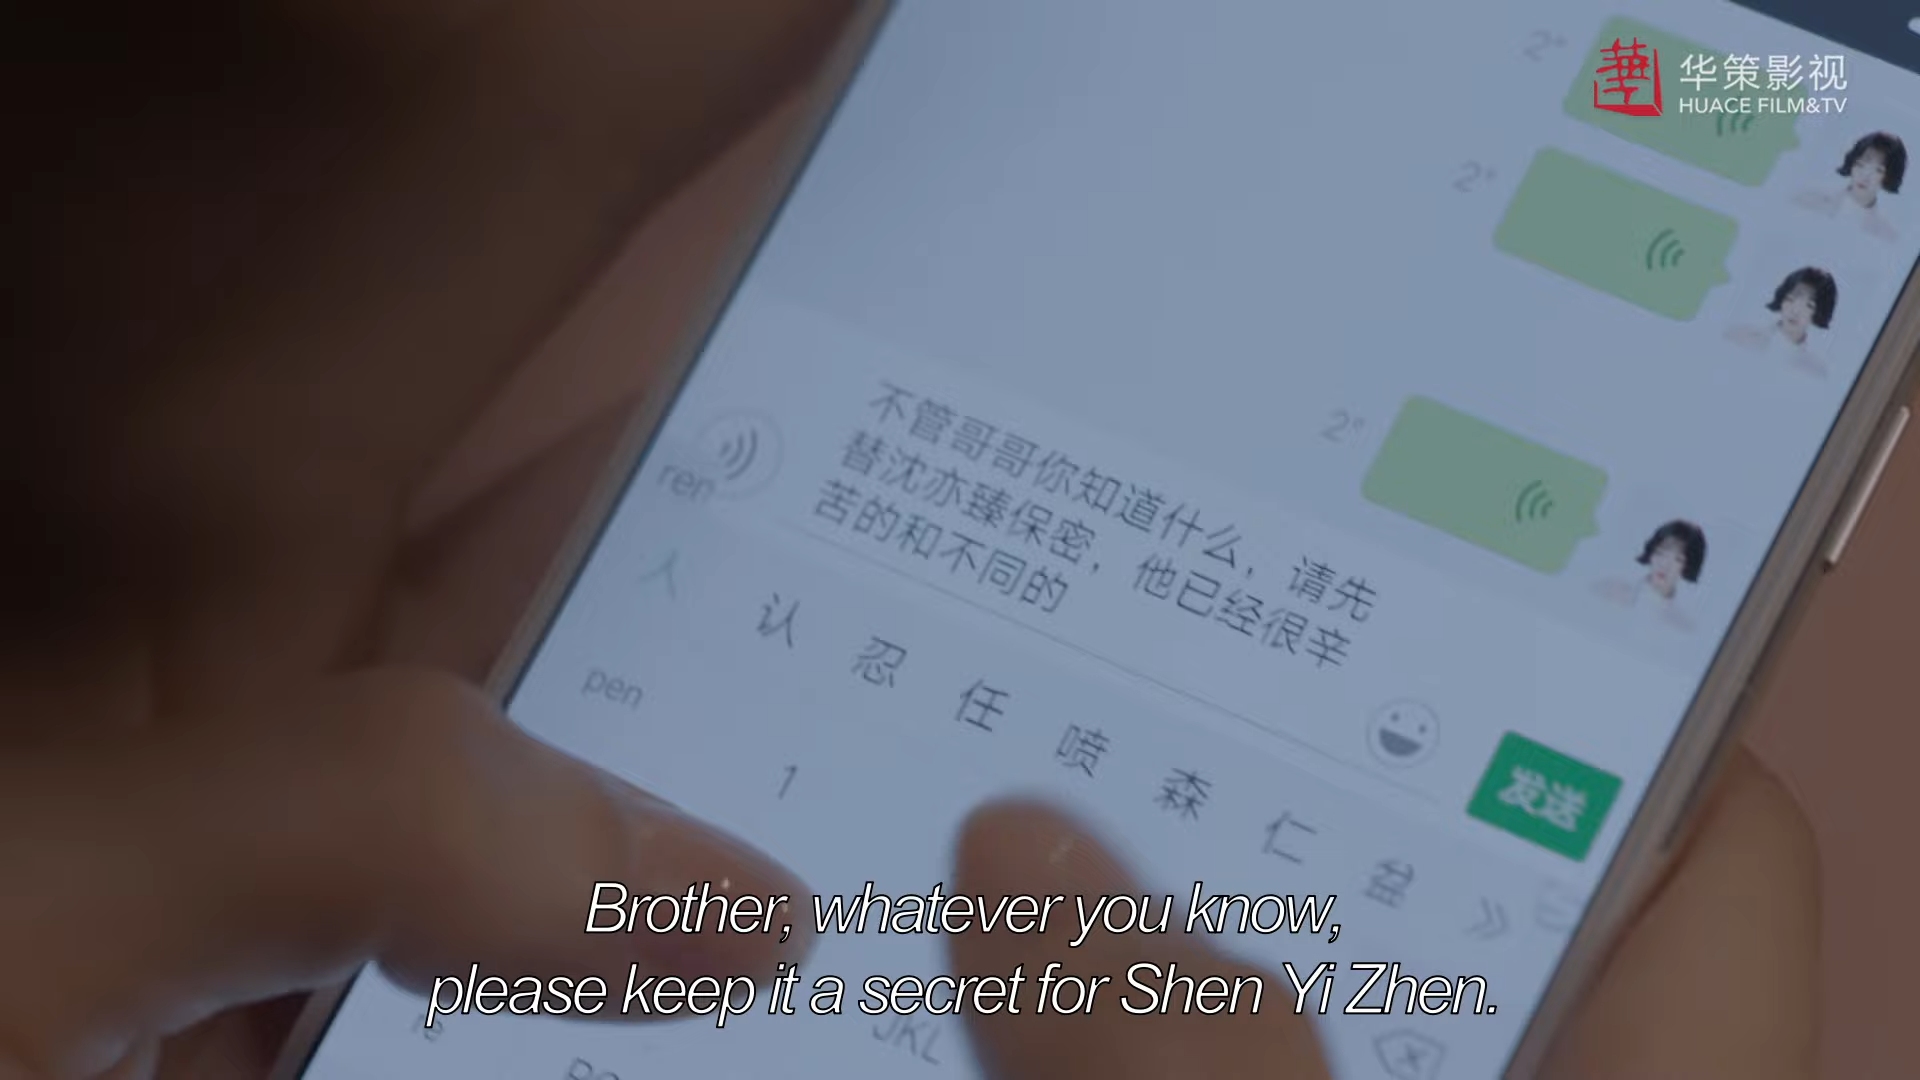 华策影视
HUACE FILM&TV
2"
2"
2"
不管哥哥你知道什么，请先
替沈亦臻保密，他已经很辛
苦的和不同的
ren
人 认 忍 任 喷 森 仁 盆
发送
pen
1
JKL
Brother, whatever you know,
please keep it a secret for Shen Yi Zhen.